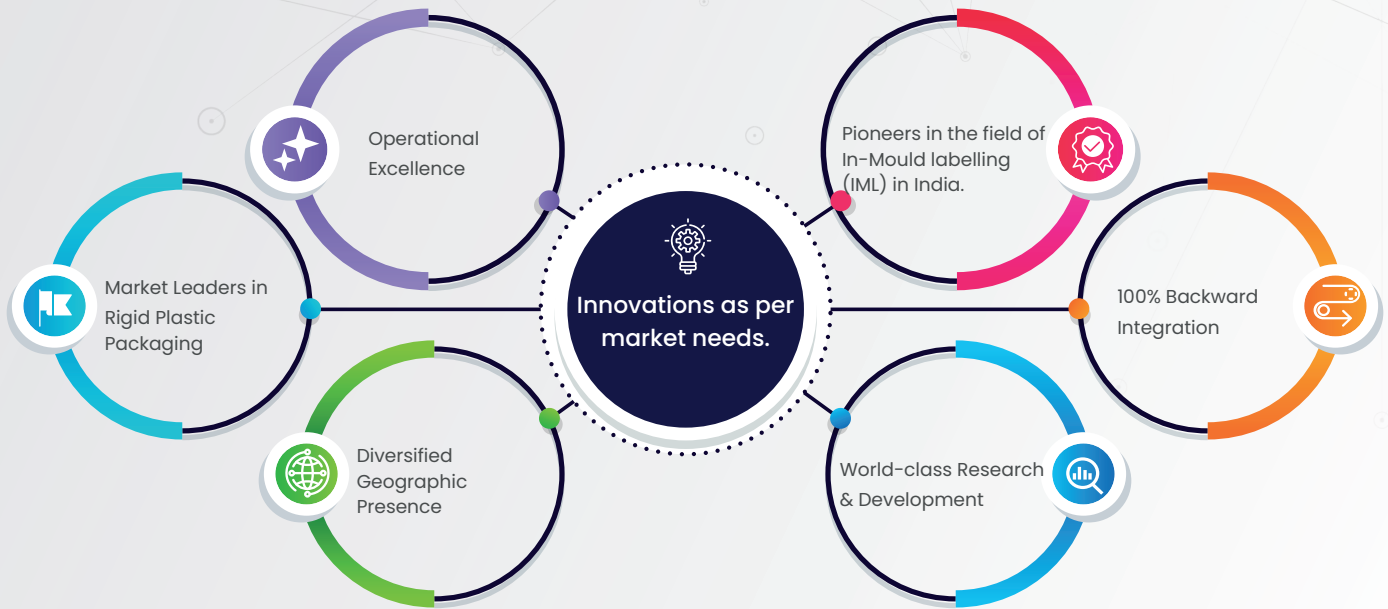 Operational
Excellence
Pioneers in the field of
In-Mould labelling
(IML) in India.
Market Leaders in
Rigid Plastic
Packaging
Innovations as per
market needs.
100% Backward
Integration
Diversified
Geographic
Presence
World-class Research
& Development